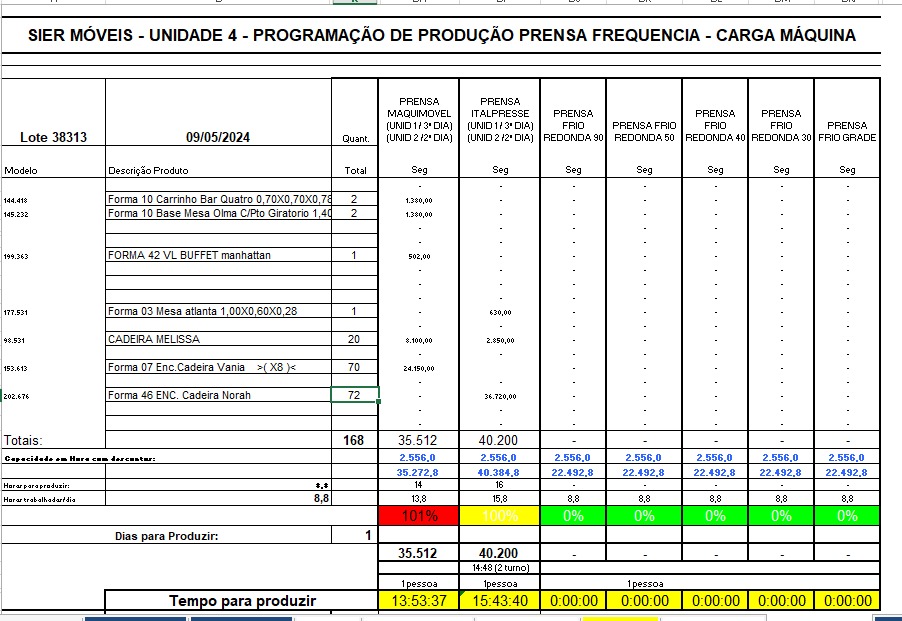 SIER MÓVEIS - UNIDADE 4 - PROGRAMAÇÃO DE PRODUÇÃO PRENSA FREQUENCIA - CARGA MÁQUINA
Lote 38313 09/05/2024 Quant. PRENSA MAQUIMOVEL (UNID 1 / 3ª DIA) (UNID 2 /2ª DIA) PRENSA ITALPRESSE (UNID 1 / 3ª DIA) (UNID 2 /2ª DIA) PRENSA FRIO REDONDA 90 PRENSA FRIO REDONDA 50 PRENSA FRIO REDONDA 40 PRENSA FRIO REDONDA 30 PRENSA FRIO GRADE
Modelo Descrição Produto Total Seg Seg Seg Seg Seg Seg Seg
- - - - - - -
144.418 Forma 10 Carrinho Bar Quatro 0,70X0,70X0,78 2 1.380,00 - - - - - -
145.232 Forma 10 Base Mesa Olma C/Pto Giratorio 1,40 2 1.380,00 - - - - - -
- - - - - - -
- - - - - - -
199.363 FORMA 42 VL BUFFET manhattan 1 502,00 - - - - - -
- - - - - - -
- - - - - - -
- - - - - - -
177.531 Forma 03 Mesa atlanta 1,00X0,60X0,28 1 - 630,00 - - - - -
- - - - - - -
98.531 CADEIRA MELISSA 20 8.100,00 2.850,00 - - - - -
- - - - - - -
153.613 Forma 07 Enc.Cadeira Vania >( X8 )< 70 24.150,00 - - - - - -
- - - - - - -
202.676 Forma 46 ENC. Cadeira Norah 72 - 36.720,00 - - - - -
- - - - - - -
- - - - - - -
Totais: 168 35.512 40.200 - - - - -
Capacidade em Hora com descontos: 2.556,0 2.556,0 2.556,0 2.556,0 2.556,0 2.556,0 2.556,0
35.272,8 40.384,8 22.492,8 22.492,8 22.492,8 22.492,8 22.492,8
Horas para produzir: 8,8 14 16 - - - - -
Horas trabalhadas/dia 8,8 13,8 15,8 8,8 8,8 8,8 8,8 8,8
101% 100% 0% 0% 0% 0% 0%
Dias para Produzir: 1
35.512 40.200 - - - - -
14:48 (2 turno)
1 pessoa 1 pessoa 1 pessoa
Tempo para produzir 13:53:37 15:43:40 0:00:00 0:00:00 0:00:00 0:00:00 0:00:00